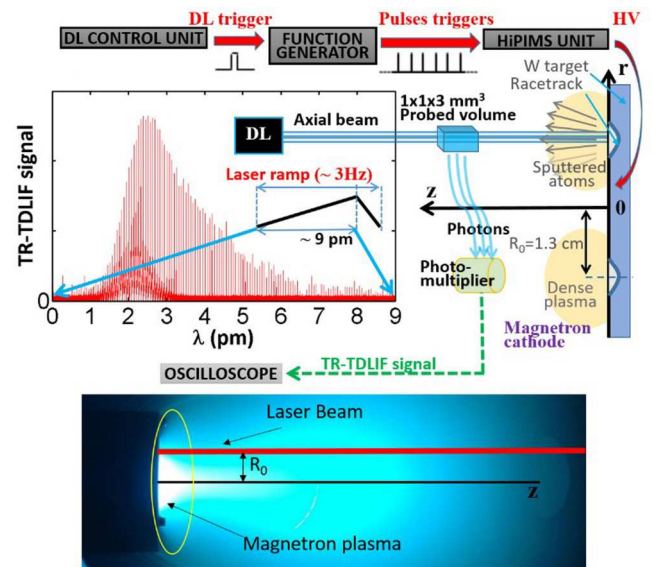 DL CONTROL UNIT
DL trigger
FUNCTION
GENERATOR
Pulses triggers
HiPIMS UNIT
HV
TR-TDLIF signal
0
0 1 2 3 4 5 6 7 8 9
λ (pm)
DL
Axial beam
Laser ramp (~ 3Hz)
~ 9 pm
1x1x3 mm³
Probed volume
W target
Racetrack
r
Sputtered
atoms
z
0
Photons
Photo-
multiplier
R₀=1.3 cm
Dense
plasma
Magnetron
cathode
TR-TDLIF signal
OSCILLOSCOPE
Laser Beam
R₀
z
Magnetron plasma